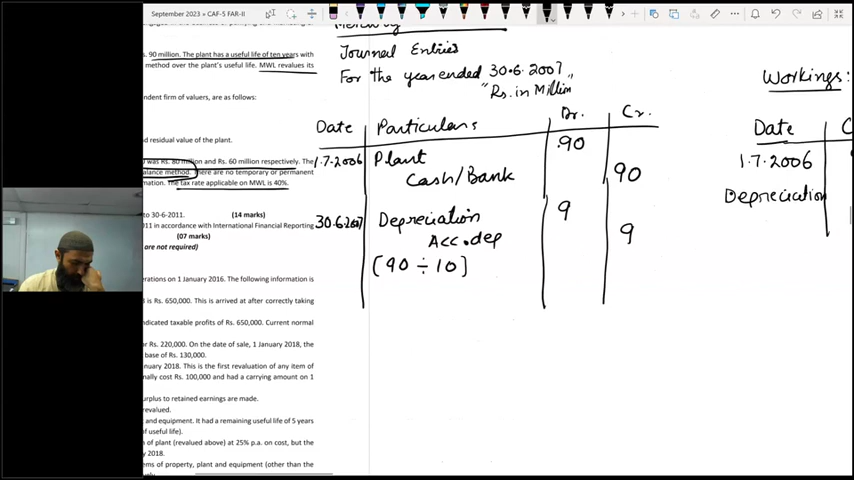 September 2023 » CAF-5 FAR-II
90 million. The plant has a useful life of ten years with
method over the plant's useful life. MWL revalues its
ndent firm of valuers, are as follows:
nd residual value of the plant.
0 was Rs. 80 million and Rs. 60 million respectively. The
alance method. There are no temporary or permanent
mation. The tax rate applicable on MWL is 40%.
to 30-6-2011. (14 marks)
011 in accordance with International Financial Reporting
(07 marks)
are not required)
erations on 1 January 2016. The following information is
8 is Rs. 650,000. This is arrived at after correctly taking
ndicated taxable profits of Rs. 650,000. Current normal
or Rs. 220,000. On the date of sale, 1 January 2018, the
base of Rs. 130,000.
nuary 2018. This is the first revaluation of any item of
nally cost Rs. 100,000 and had a carrying amount on 1
urplus to retained earnings are made.
revalued.
and equipment. It had a remaining useful life of 5 years
of useful life).
n of plant (revalued above) at 25% p.a. on cost, but the
y 2018.
ems of property, plant and equipment (other than the
Journal Entries
For the year ended 30.6.2007
"Rs. in Million"
Date Particulars Dr. Cr.
1.7.2006 Plant 90
Cash/Bank 90
30.6.2007 Depreciation 9
Acc.dep 9
[90 ÷ 10]
Workings:
Date C
1.7.2006
Depreciation